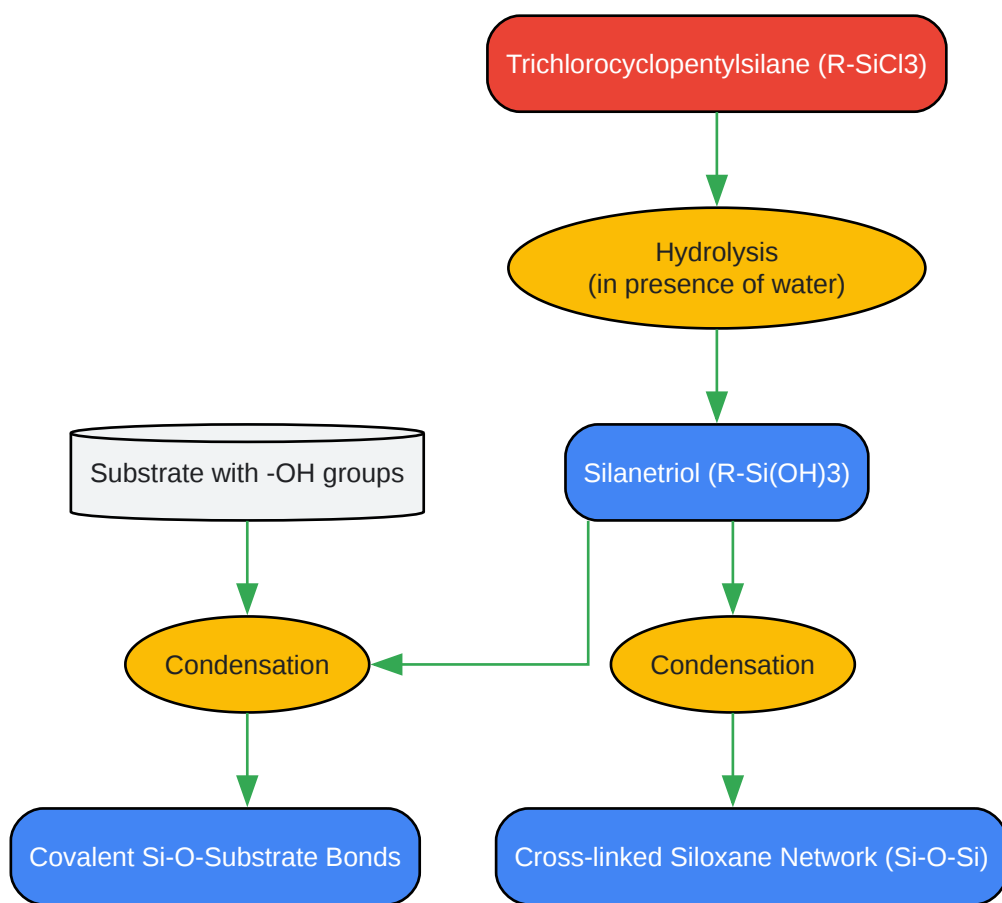 Trichlorocyclopentylsilane (R-SiCl3)
Hydrolysis
(in presence of water)
Substrate with -OH groups
Silanetriol (R-Si(OH)3)
Condensation
Condensation
Covalent Si-O-Substrate Bonds
Cross-linked Siloxane Network (Si-O-Si)